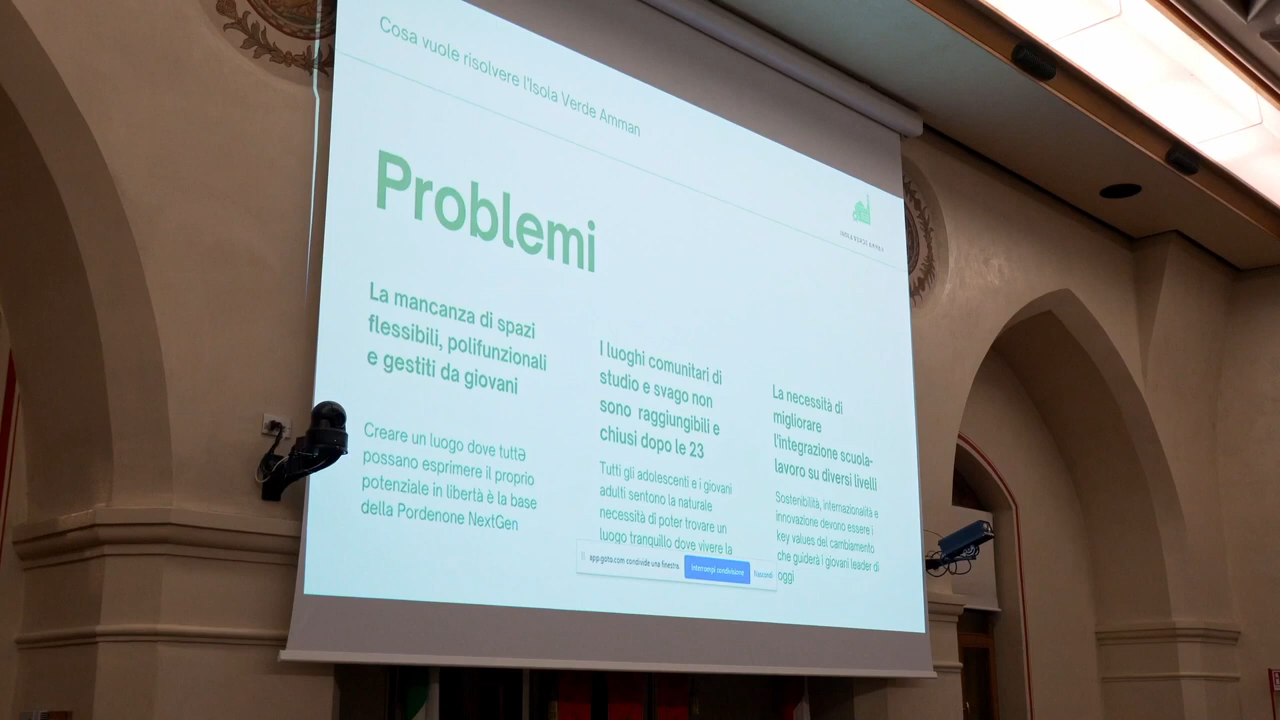 Cosa vuole risolvere l'Isola Verde Amman
ISOLA VERDE AMMAN
Problemi
La mancanza di spazi
flessibili, polifunzionali
e gestiti da giovani
Creare un luogo dove tuttə
possano esprimere il proprio
potenziale in libertà è la base
della Pordenone NextGen
I luoghi comunitari di
studio e svago non
sono raggiungibili e
chiusi dopo le 23
Tutti gli adolescenti e i giovani
adulti sentono la naturale
necessità di poter trovare un
luogo tranquillo dove vivere la
La necessità di
migliorare
l'integrazione scuola-
lavoro su diversi livelli
Sostenibilità, internazionalità e
innovazione devono essere i
key values del cambiamento
che guiderà i giovani leader di
oggi
app.goto.com condivide una finestra.
Interrompi condivisione
Nascondi